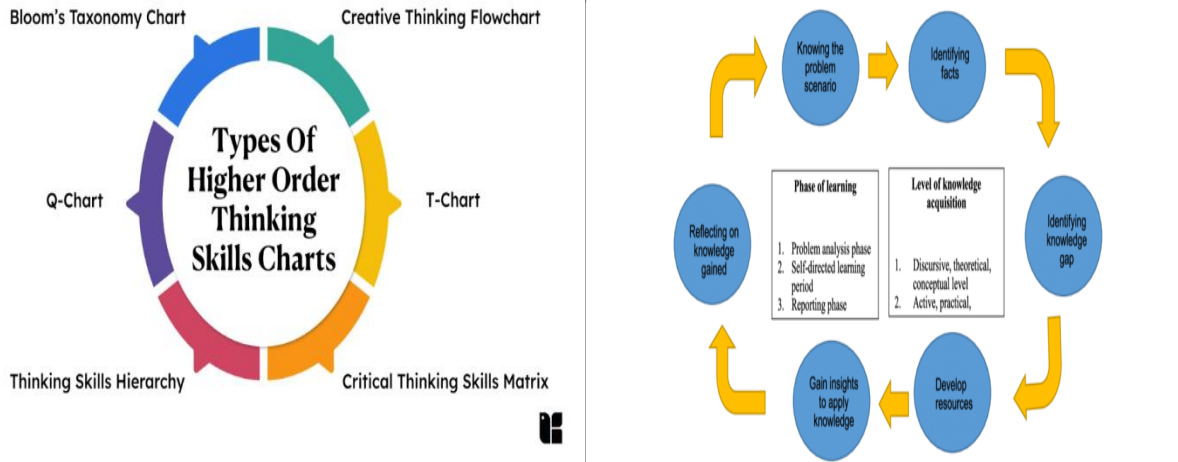 Bloom's Taxonomy Chart
Creative Thinking Flowchart
Types Of
Higher Order
Thinking
Skills Charts
Q-Chart
T-Chart
Thinking Skills Hierarchy
Critical Thinking Skills Matrix
Knowing the
problem
scenario
Identifying
facts
Identifying
knowledge
gap
Develop
resources
Gain insights
to apply
knowledge
Reflecting on
knowledge
gained
Phase of learning
1. Problem analysis phase
2. Self-directed learning
period
3. Reporting phase
Level of knowledge
acquisition
1. Discursive, theoretical,
conceptual level
2. Active, practical,